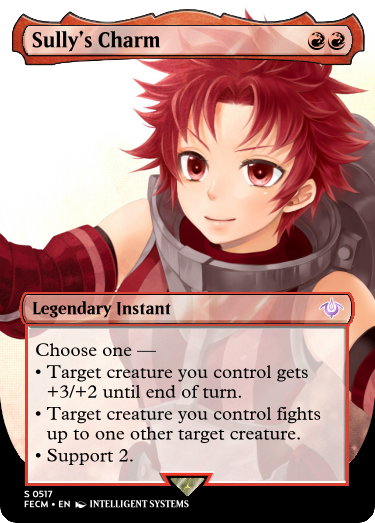 Sully's Charm
Legendary Instant
Choose one —
• Target creature you control gets
+3/+2 until end of turn.
• Target creature you control fights
up to one other target creature.
• Support 2.
S 0517
FECM • EN INTELLIGENT SYSTEMS